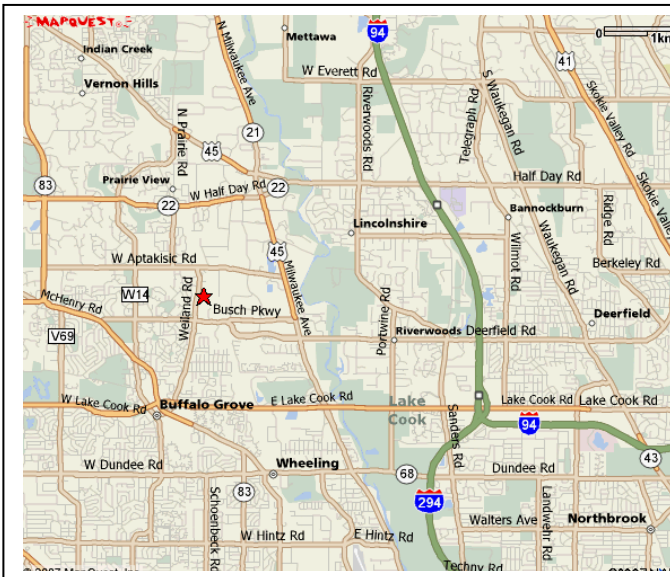 MAPQUEST
Mettawa
94
1km
Indian Creek
W Everett Rd
41
Vernon Hills
N Milwaukee Ave
Riverwoods Rd
Telegraph Rd
S Waukegan Rd
Skokie Valley Rd
N Prairie Rd
21
45
83
Prairie View
W Half Day Rd
22
Half Day Rd
22
Lincolnshire
Bannockburn
Ridge Rd
Skokie Valley
45
W Aptakisic Rd
Wilmot Rd
Waukegan Rd
Berkeley Rd
McHenry Rd
W14
Weiland Rd
Busch Pkwy
Milwaukee Ave
Portwine Rd
Riverwoods
Deerfield Rd
Deerfield
V69
W Lake Cook Rd
Buffalo Grove
E Lake Cook Rd
Lake
Cook
Lake Cook Rd
Lake Cook Rd
Sanders Rd
94
43
W Dundee Rd
Wheeling
68
Dundee Rd
Schoenbeck Rd
83
294
Landwehr Rd
Walters Ave
Northbrook
W Hintz Rd
E Hintz Rd
Techny Rd
© 2007 MapQuest, Inc.